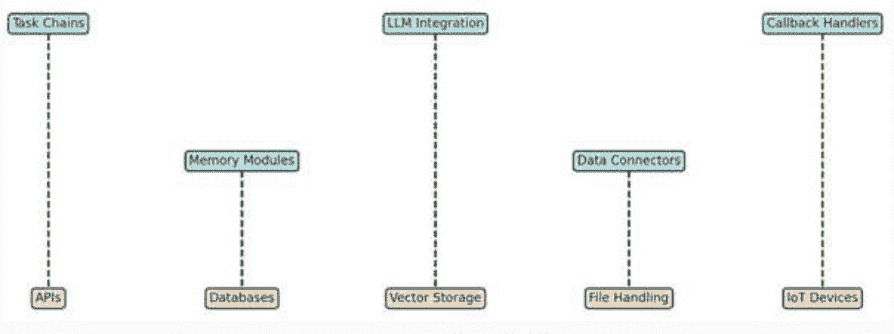 Task Chains
LLM Integration
Callback Handlers
Memory Modules
Data Connectors
APIs
Databases
Vector Storage
File Handling
IoT Devices